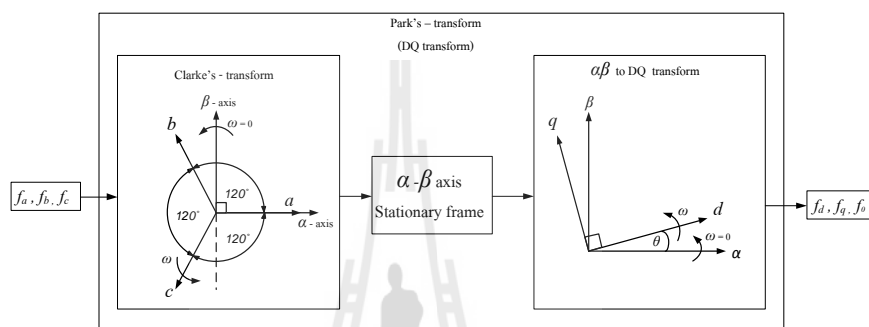 Park's – transform
(DQ transform)
Clarke's - transform
β - axis
ω=0
b
120°
a
120°
α - axis
120°
ω
c
f_a, f_b, f_c
α - β axis
Stationary frame
αβ to DQ transform
β
q
d
ω
θ
ω=0
α
f_d, f_q, f_0